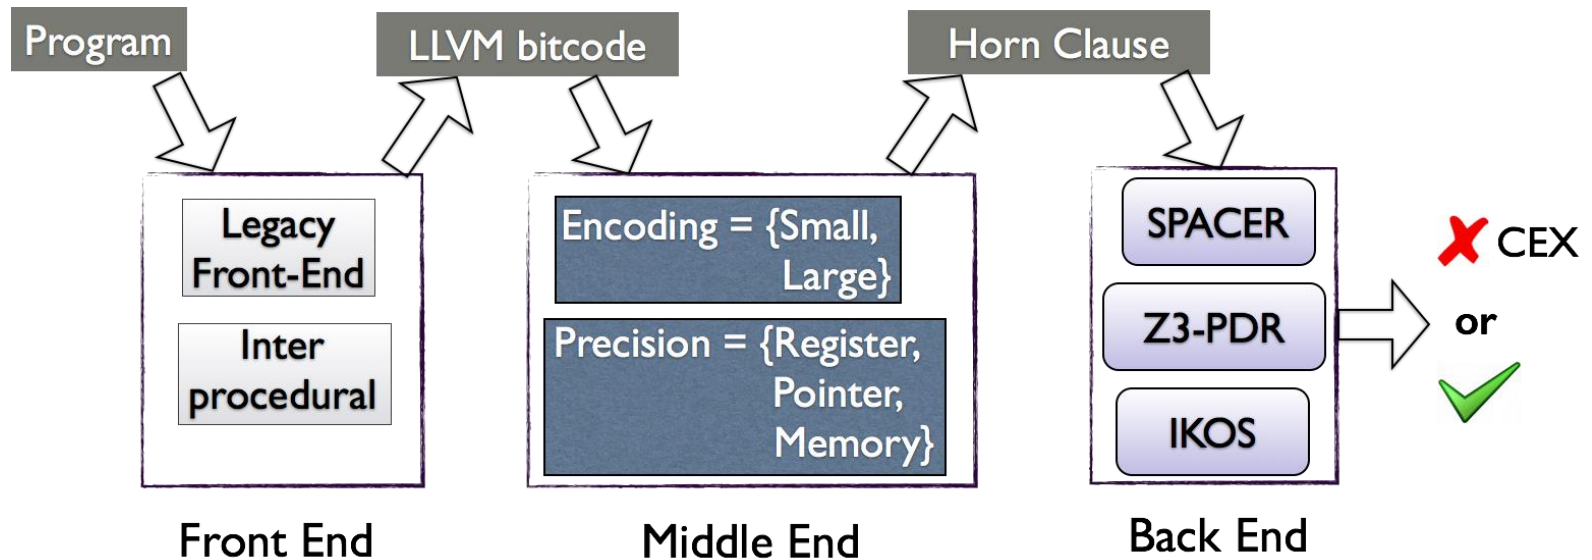 Program
LLVM bitcode
Horn Clause
Legacy
Front-End
Inter
procedural
Front End
Encoding = {Small,
Large}
Precision = {Register,
Pointer,
Memory}
Middle End
SPACER
Z3-PDR
IKOS
Back End
CEX
or